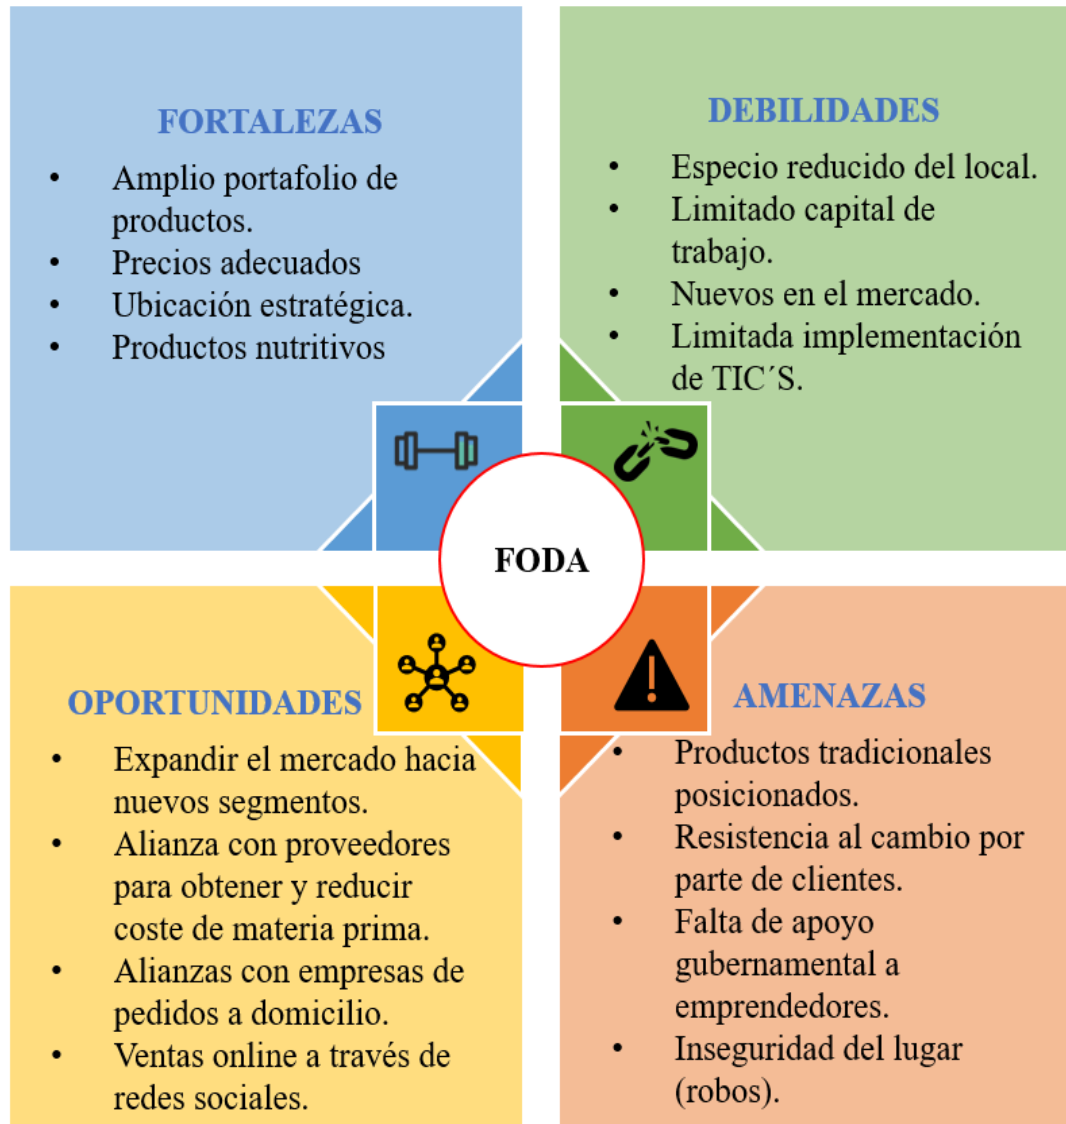 FORTALEZAS
• Amplio portafolio de
productos.
• Precios adecuados
• Ubicación estratégica.
• Productos nutritivos
DEBILIDADES
• Especio reducido del local.
• Limitado capital de
trabajo.
• Nuevos en el mercado.
• Limitada implementación
de TIC´S.
FODA
OPORTUNIDADES
• Expandir el mercado hacia
nuevos segmentos.
• Alianza con proveedores
para obtener y reducir
coste de materia prima.
• Alianzas con empresas de
pedidos a domicilio.
• Ventas online a través de
redes sociales.
AMENAZAS
• Productos tradicionales
posicionados.
• Resistencia al cambio por
parte de clientes.
• Falta de apoyo
gubernamental a
emprendedores.
• Inseguridad del lugar
(robos).